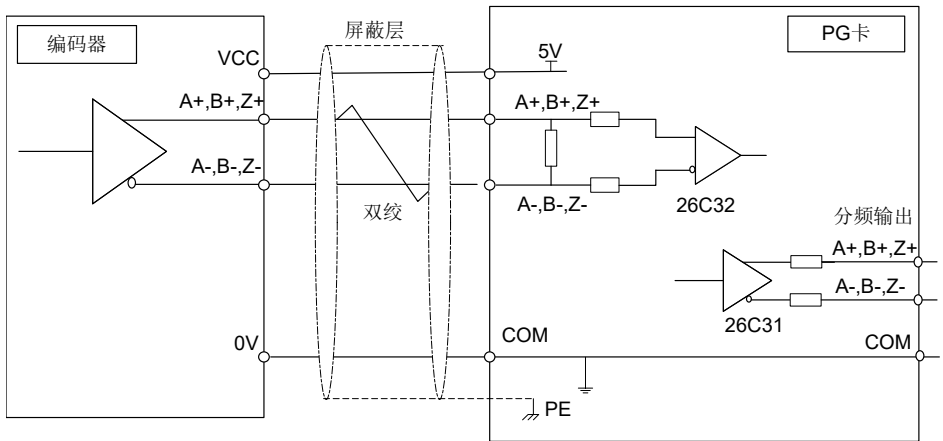 编码器
屏蔽层
PG卡
VCC
5V
A+,B+,Z+
A+,B+,Z+
A-,B-,Z-
A-,B-,Z-
双绞
26C32
分频输出
A+,B+,Z+
A-,B-,Z-
26C31
0V
COM
COM
PE